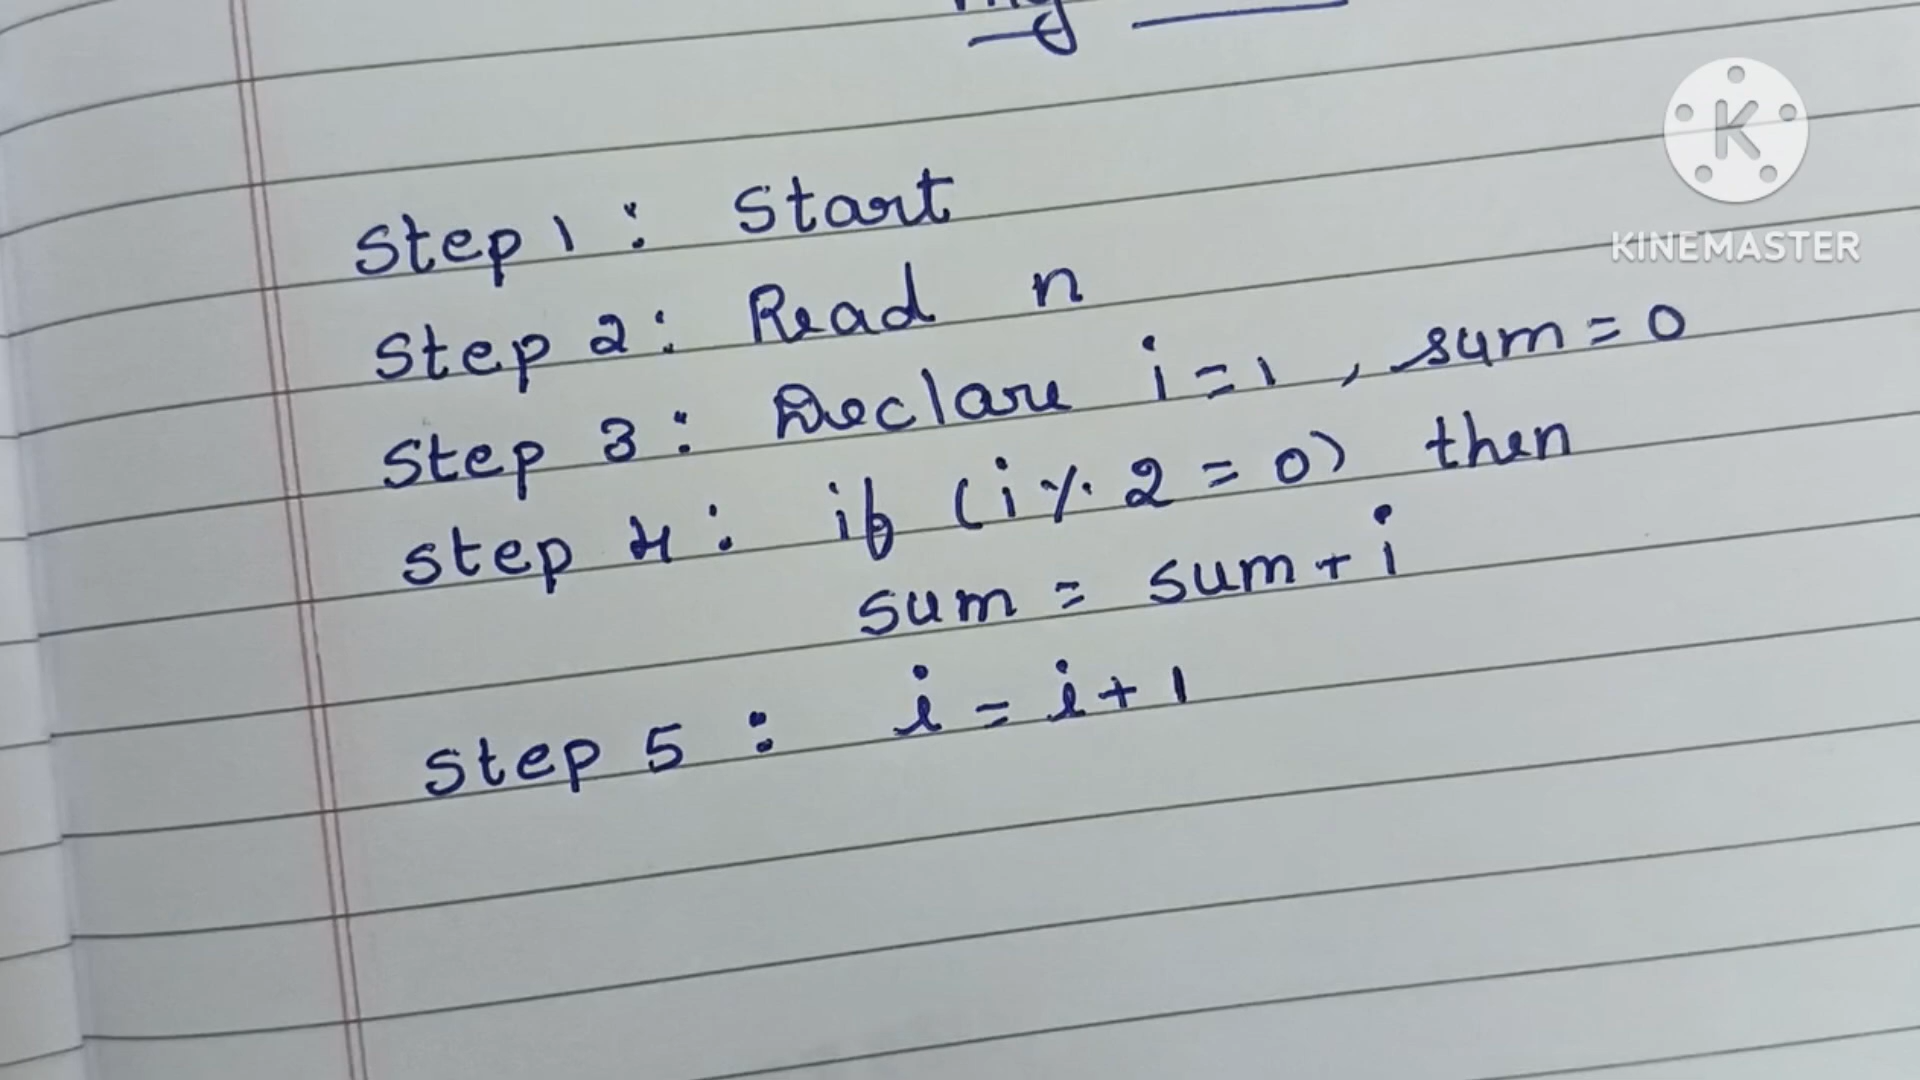 Step 1 : Start
Step 2 : Read n
Step 3 : Declare i = 1 , sum = 0
Step 4 : if (i % 2 = 0) then
sum = sum + i
Step 5 : i = i + 1
K
KINEMASTER